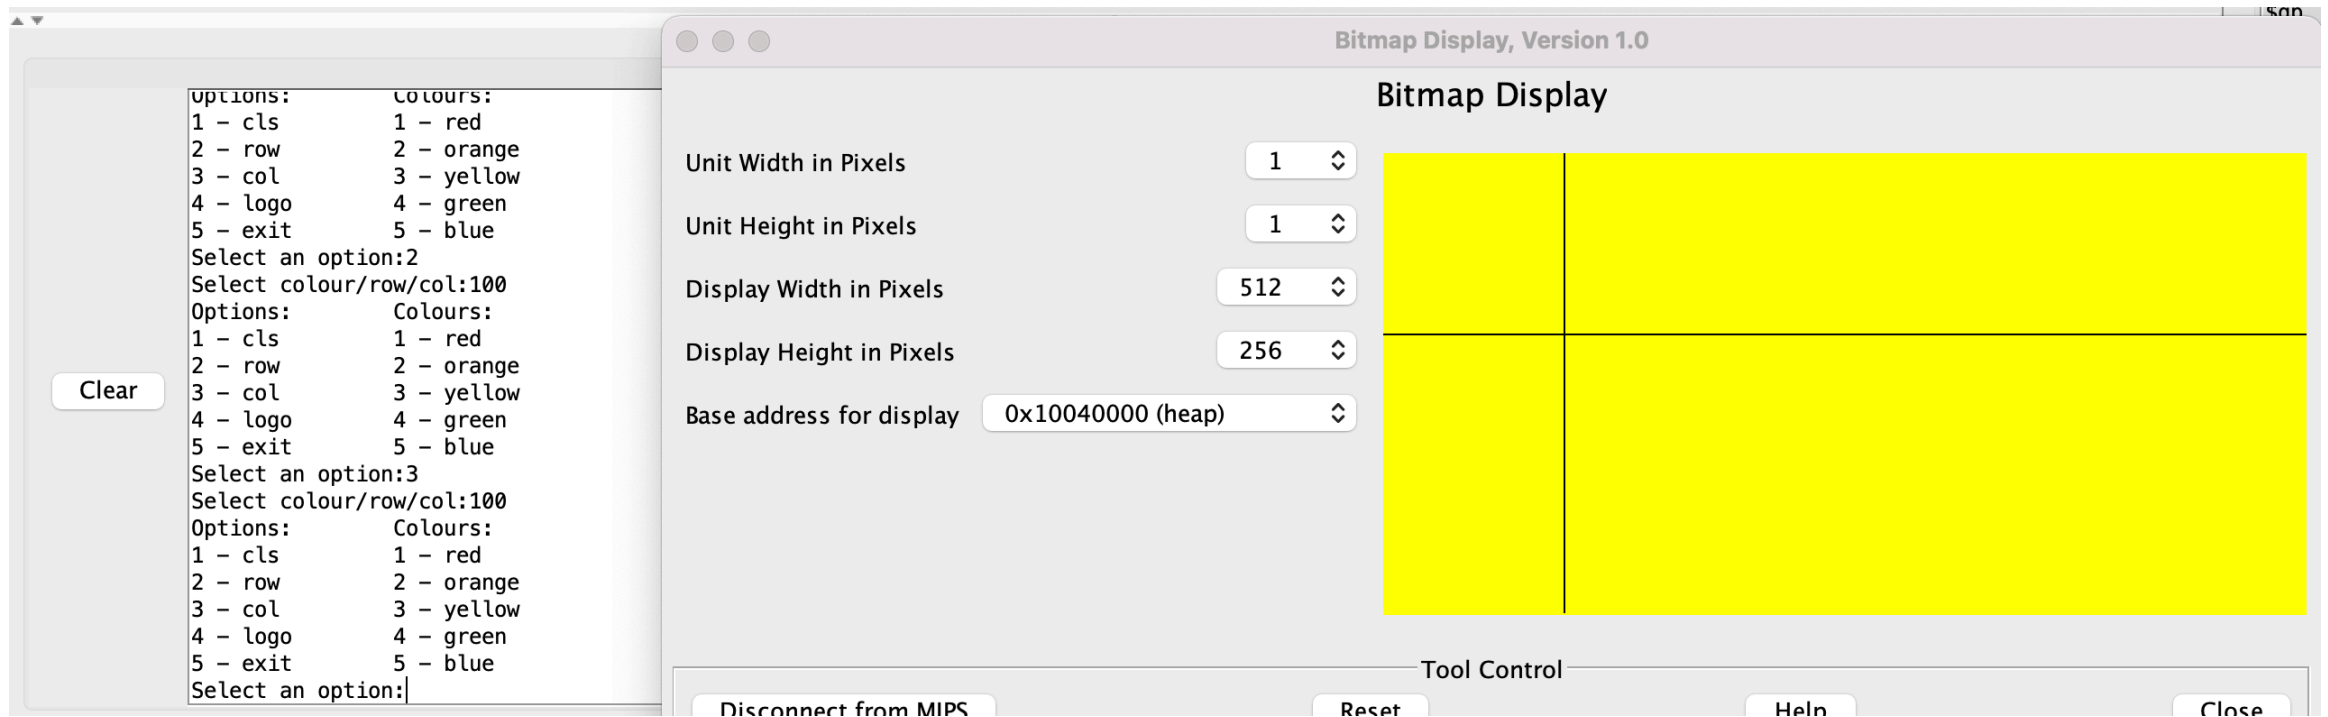 $gp
Options:        Colours:
1 – cls         1 – red
2 – row         2 – orange
3 – col         3 – yellow
4 – logo        4 – green
5 – exit        5 – blue
Select an option:2
Select colour/row/col:100
Options:        Colours:
1 – cls         1 – red
2 – row         2 – orange
3 – col         3 – yellow
4 – logo        4 – green
5 – exit        5 – blue
Select an option:3
Select colour/row/col:100
Options:        Colours:
1 – cls         1 – red
2 – row         2 – orange
3 – col         3 – yellow
4 – logo        4 – green
5 – exit        5 – blue
Select an option:
Clear
Bitmap Display, Version 1.0
Bitmap Display
Unit Width in Pixels 1
Unit Height in Pixels 1
Display Width in Pixels 512
Display Height in Pixels 256
Base address for display 0x10040000 (heap)
Tool Control
Disconnect from MIPS Reset Help Close